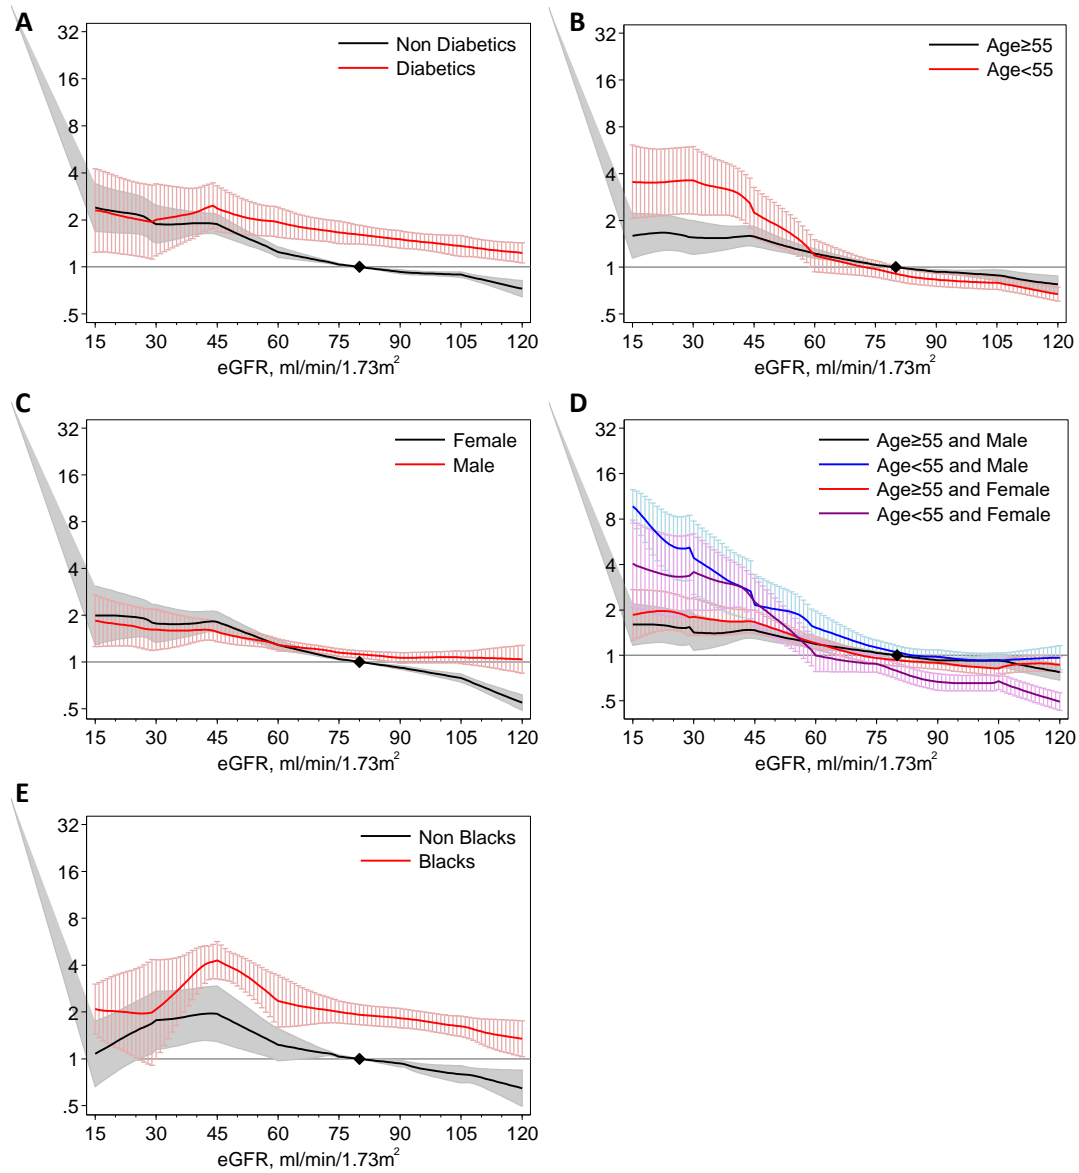 A
32
16
8
4
2
1
.5
Non Diabetics
Diabetics
15 30 45 60 75 90 105 120
eGFR, ml/min/1.73m²
B
32
16
8
4
2
1
.5
Age≥55
Age<55
15 30 45 60 75 90 105 120
eGFR, ml/min/1.73m²
C
32
16
8
4
2
1
.5
Female
Male
15 30 45 60 75 90 105 120
eGFR, ml/min/1.73m²
D
32
16
8
4
2
1
.5
Age≥55 and Male
Age<55 and Male
Age≥55 and Female
Age<55 and Female
15 30 45 60 75 90 105 120
eGFR, ml/min/1.73m²
E
32
16
8
4
2
1
.5
Non Blacks
Blacks
15 30 45 60 75 90 105 120
eGFR, ml/min/1.73m²